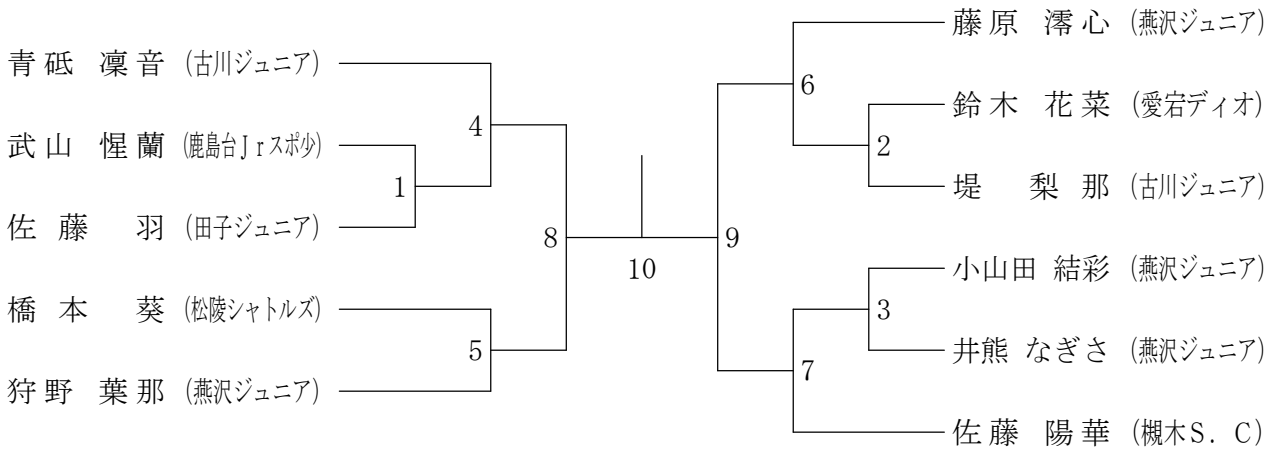 青砥 凜音 (古川ジュニア)
武山 惺蘭 (鹿島台Ｊｒスポ少)
佐藤 羽 (田子ジュニア)
橋本 葵 (松陵シャトルズ)
狩野 葉那 (燕沢ジュニア)
1
4
5
8
10
9
6
2
3
7
藤原 澪心 (燕沢ジュニア)
鈴木 花菜 (愛宕ディオ)
堤 梨那 (古川ジュニア)
小山田 結彩 (燕沢ジュニア)
井熊 なぎさ (燕沢ジュニア)
佐藤 陽華 (槻木Ｓ．Ｃ)